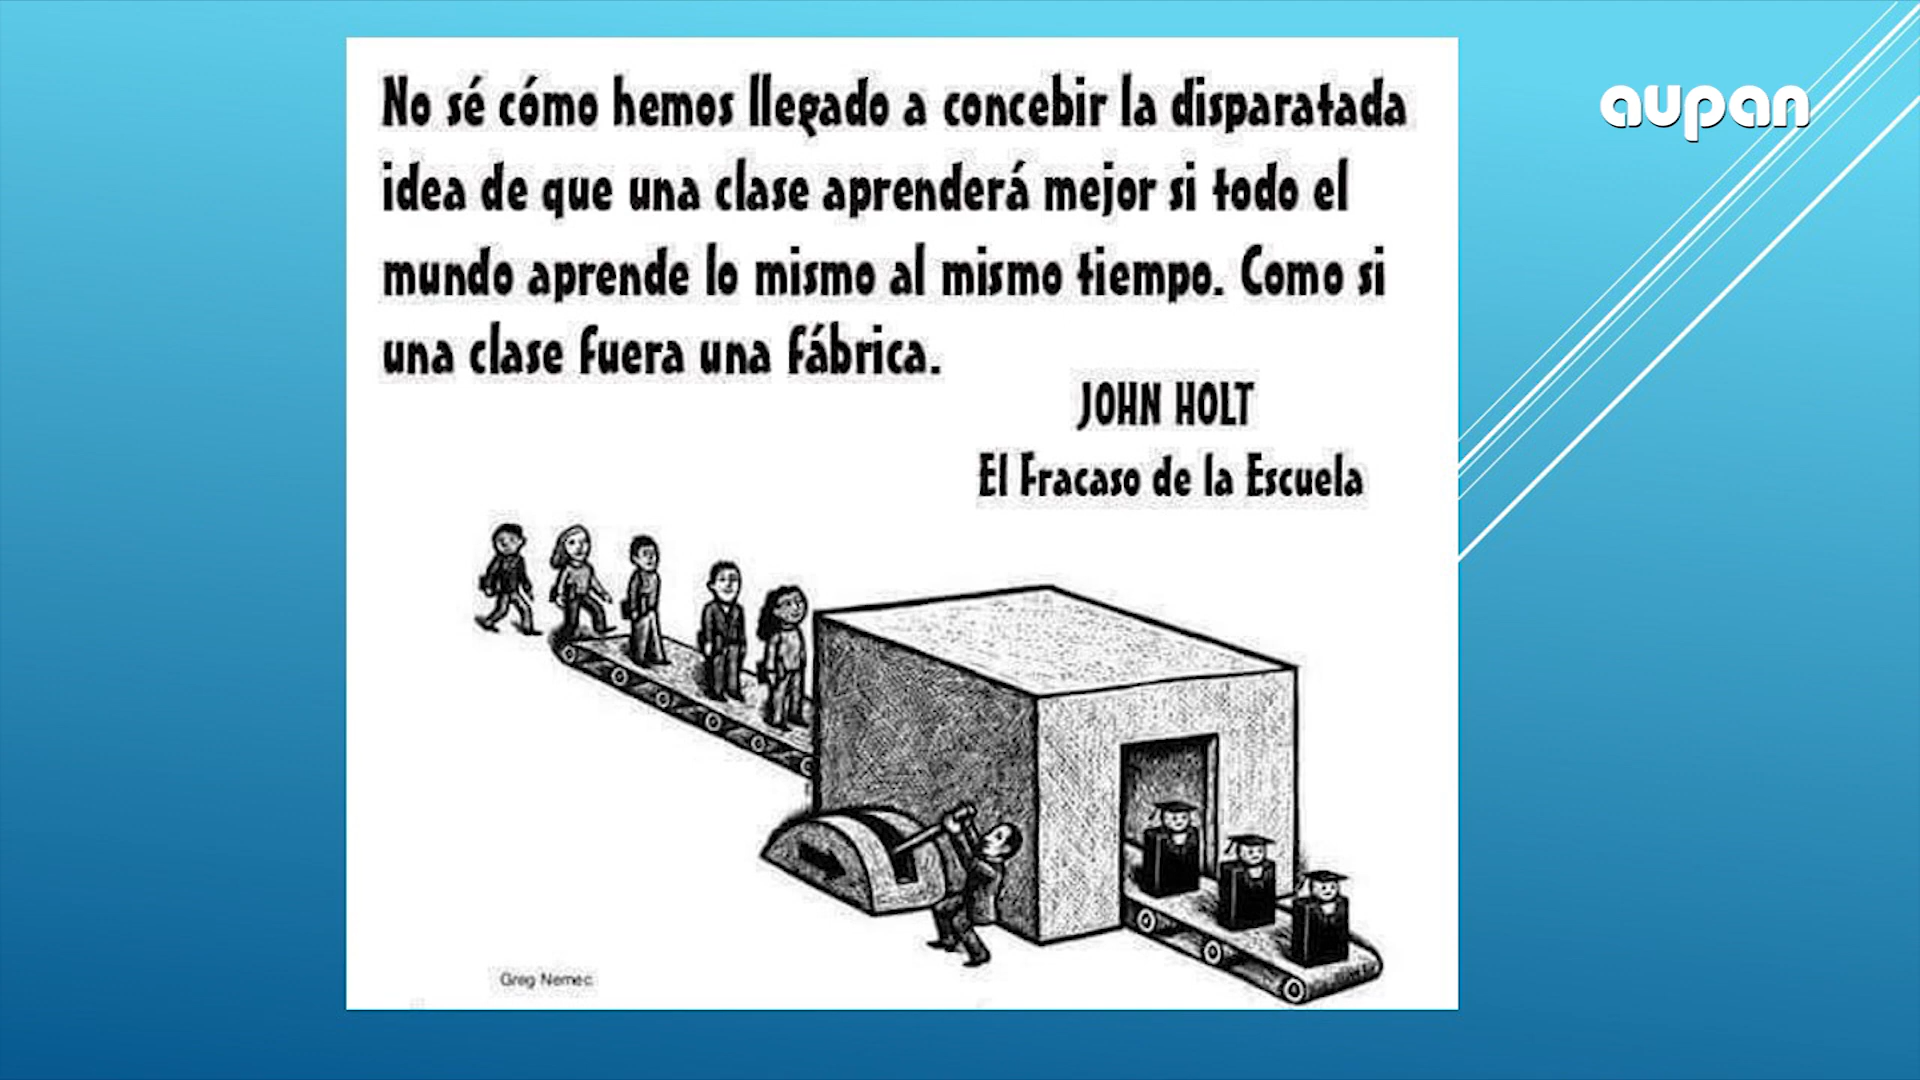 aupan
No sé cómo hemos llegado a concebir la disparatada
idea de que una clase aprenderá mejor si todo el
mundo aprende lo mismo al mismo tiempo. Como si
una clase fuera una fábrica.
JOHN HOLT
El Fracaso de la Escuela
Greg Nemec